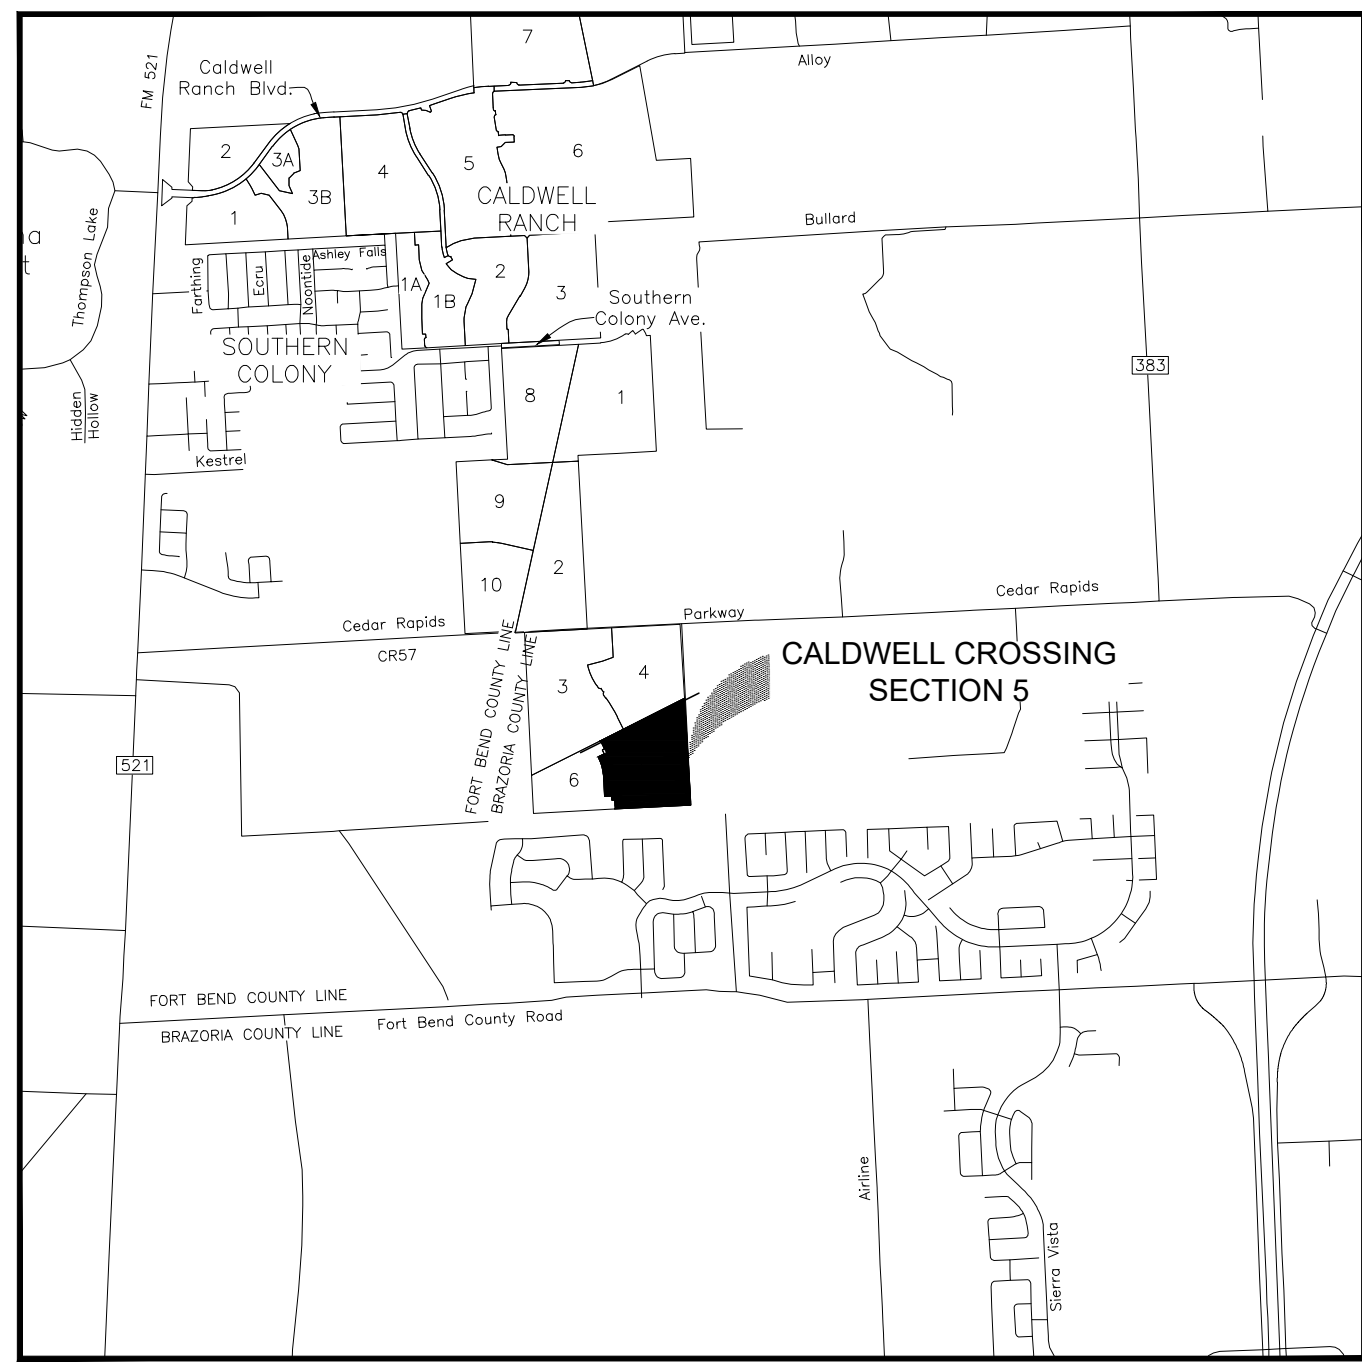 7
Alloy
FM 521
Caldwell
Ranch Blvd.
2
3A
3B
4
5
6
1
CALDWELL
RANCH
Bullard
Thompson Lake
Farthing
Ecru
Noontide
Ashley Falls
1A
1B
2
3
Southern
Colony Ave.
SOUTHERN
COLONY
383
Hidden
Hollow
8
1
Kestrel
9
10
2
Cedar Rapids
Parkway
Cedar Rapids
CR57
FORT BEND COUNTY LINE
BRAZORIA COUNTY LINE
3
4
CALDWELL CROSSING
SECTION 5
521
6
FORT BEND COUNTY LINE
BRAZORIA COUNTY LINE
Fort Bend County Road
Airline
Sierra Vista